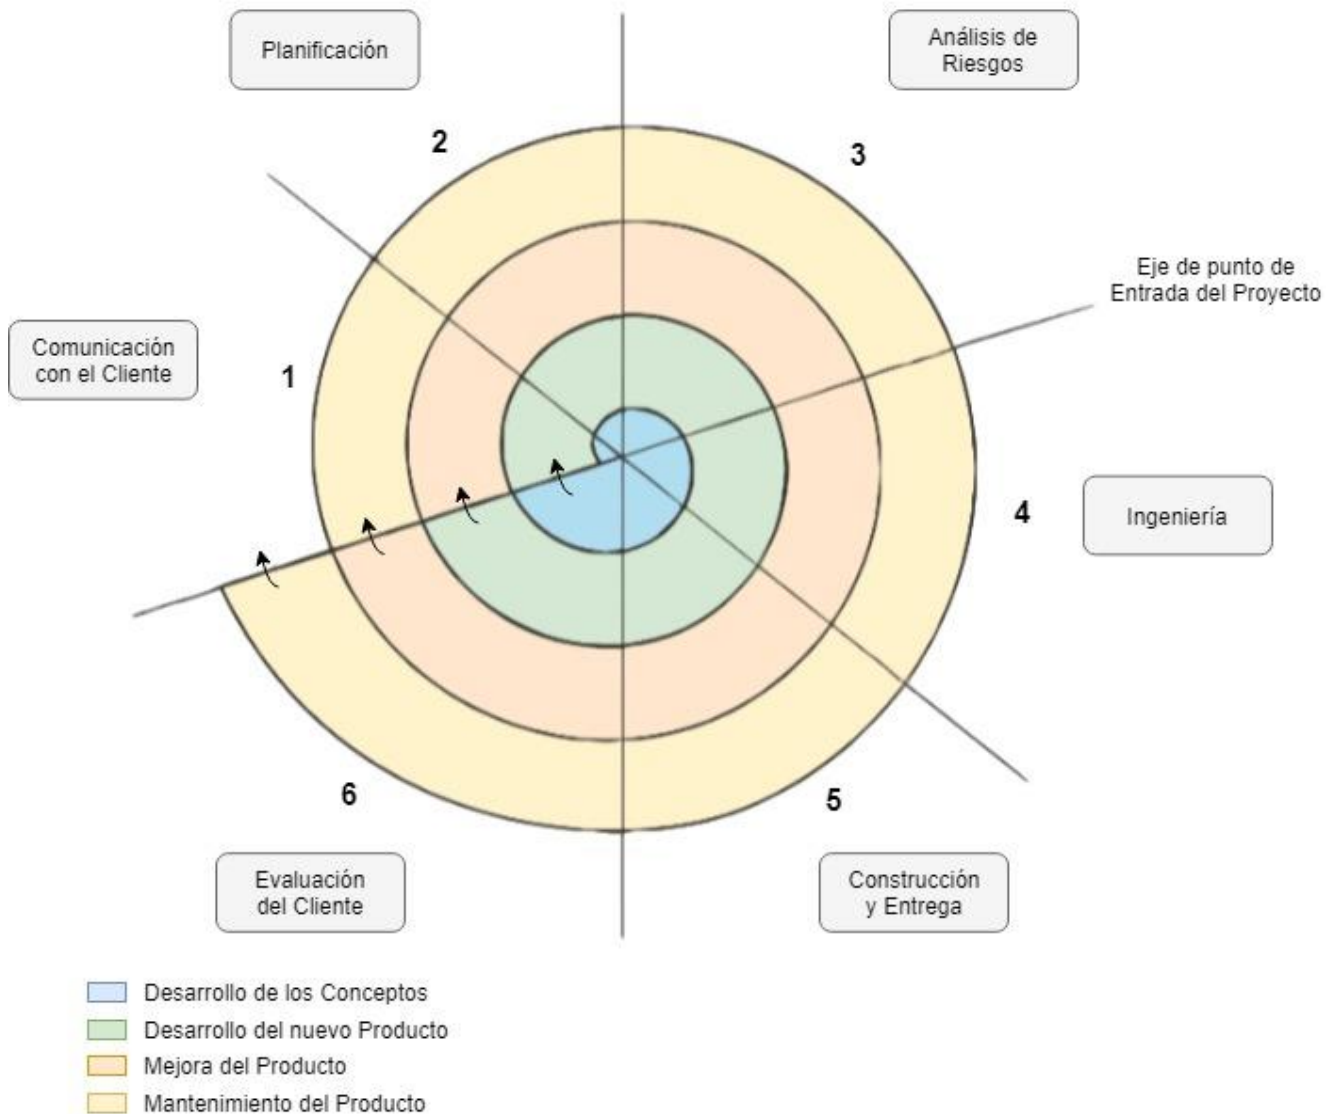 Planificación
Análisis de
Riesgos
2
3
Eje de punto de
Entrada del Proyecto
Comunicación
con el Cliente
1
4
Ingeniería
6
5
Evaluación
del Cliente
Construcción
y Entrega
Desarrollo de los Conceptos
Desarrollo del nuevo Producto
Mejora del Producto
Mantenimiento del Producto